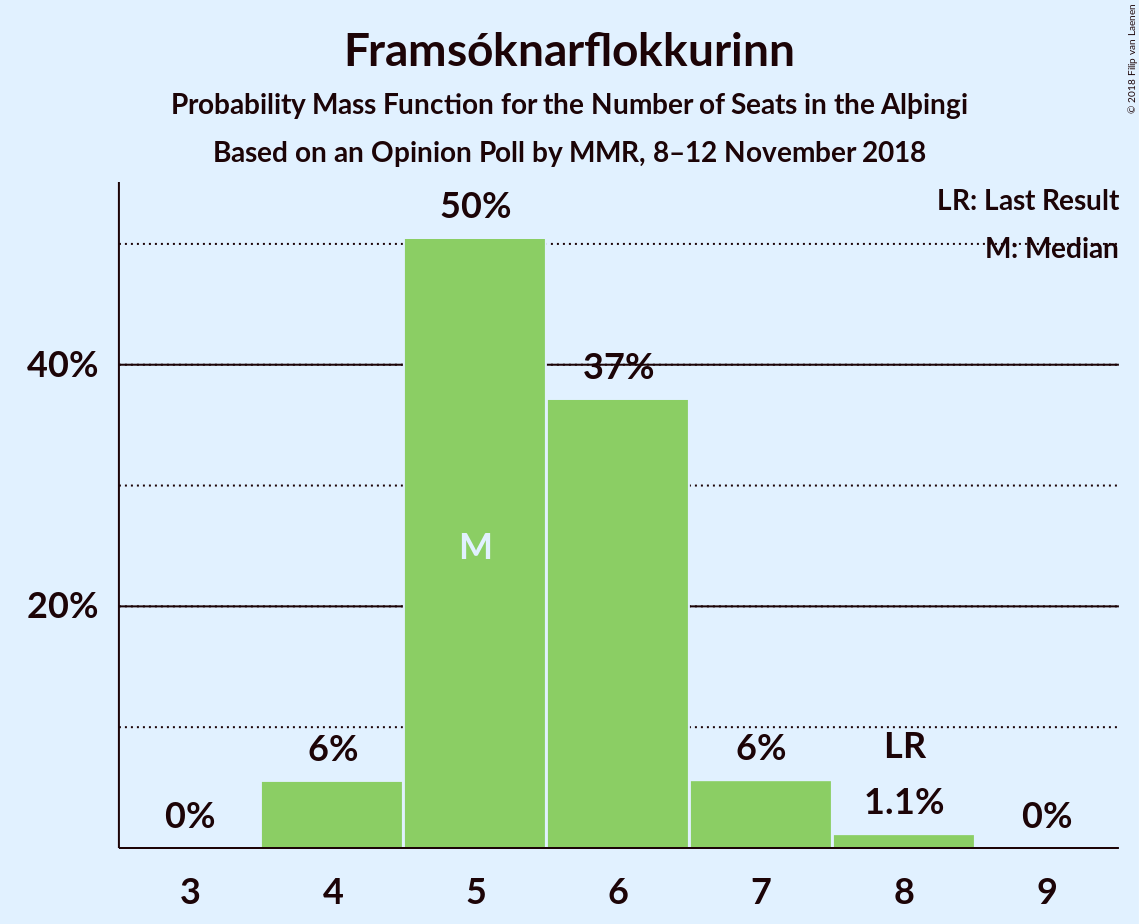 Framsóknarflokkurinn
Probability Mass Function for the Number of Seats in the Alþingi
Based on an Opinion Poll by MMR, 8–12 November 2018
© 2018 Filip van Laenen
LR: Last Result
M: Median
50%
40%
37%
M
20%
6%
6%
LR
0%
1.1%
0%
3 4 5 6 7 8 9